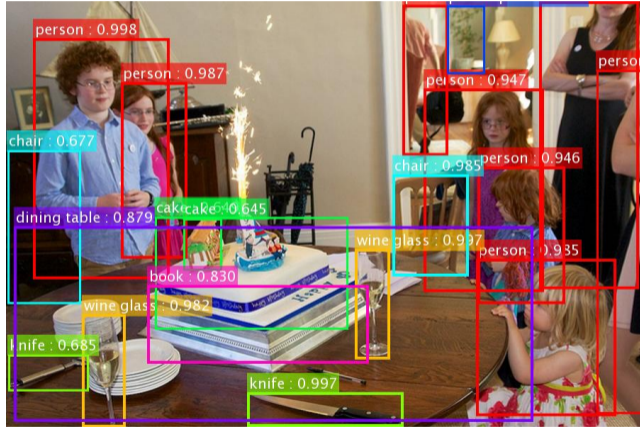 person : 0.998
person : 0.987
person : 0.947
person
chair : 0.677
chair : 0.985
person : 0.946
cake
cake : 0.645
dining table : 0.879
wine glass : 0.997
person : 0.935
book : 0.830
wine glass : 0.982
knife : 0.685
knife : 0.997